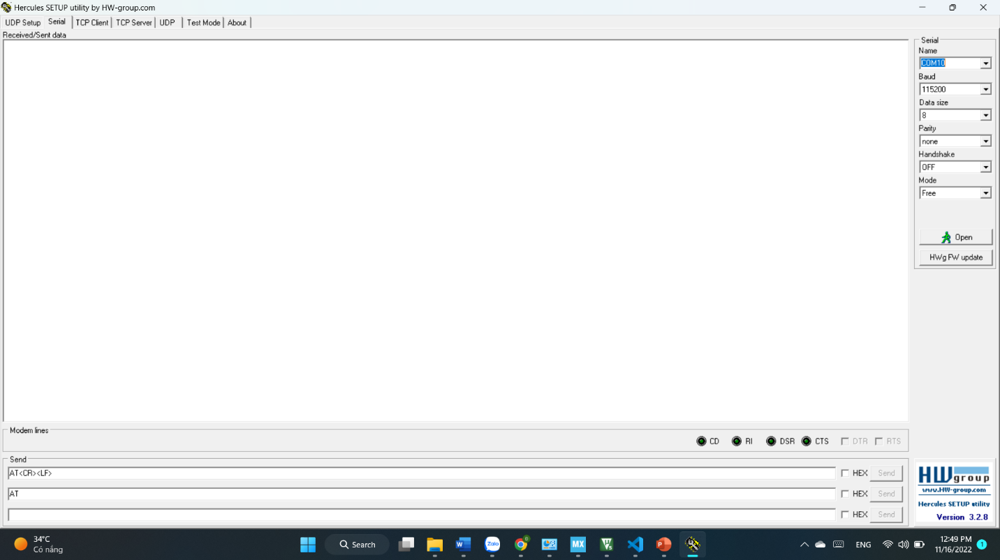 Hercules SETUP utility by HW-group.com
UDP Setup Serial TCP Client TCP Server UDP Test Mode About
Received/Sent data
Serial
Name
COM10
Baud
115200
Data size
8
Parity
none
Handshake
OFF
Mode
Free
Open
HWg FW update
Modem lines
CD RI DSR CTS DTR RTS
Send
AT<CR><LF> HEX Send
AT HEX Send
HEX Send
HW group
www.HW-group.com
Hercules SETUP utility
Version 3.2.8
34°C
Có nắng
Search
Zalo
MX
ENG
12:49 PM
11/16/2022
1